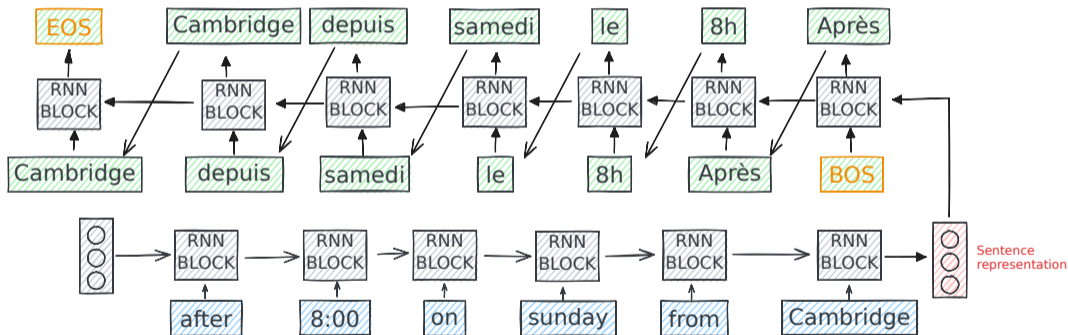 EOS Cambridge depuis samedi le 8h Après
RNN RNN RNN RNN RNN RNN RNN
BLOCK BLOCK BLOCK BLOCK BLOCK BLOCK BLOCK
Cambridge depuis samedi le 8h Après BOS
RNN RNN RNN RNN RNN RNN
BLOCK BLOCK BLOCK BLOCK BLOCK BLOCK
Sentence
representation
after 8:00 on sunday from Cambridge